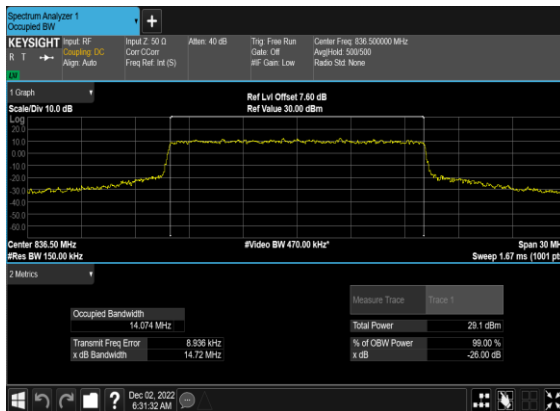 Spectrum Analyzer 1
Occupied BW
KEYSIGHT
R T
Input: RF
Coupling: DC
Align: Auto
Input Z: 50 Ω
Corr CCorr
Freq Ref: Int (S)
Atten: 40 dB
Trig: Free Run
Gate: Off
#IF Gain: Low
Center Freq: 836.500000 MHz
Avg|Hold: 500/500
Radio Std: None
1 Graph
Scale/Div 10.0 dB
Ref Lvl Offset 7.60 dB
Ref Value 30.00 dBm
Log
20.0
10.0
0.00
-10.0
-20.0
-30.0
-40.0
-50.0
-60.0
Center 836.50 MHz
#Res BW 150.00 kHz
#Video BW 470.00 kHz*
Span 30 MH
Sweep 1.67 ms (1001 pt
2 Metrics
Occupied Bandwidth
14.074 MHz
Transmit Freq Error 8.936 kHz
x dB Bandwidth 14.72 MHz
Measure Trace Trace 1
Total Power 29.1 dBm
% of OBW Power 99.00 %
x dB -26.00 dB
?
Dec 02, 2022
6:31:32 AM